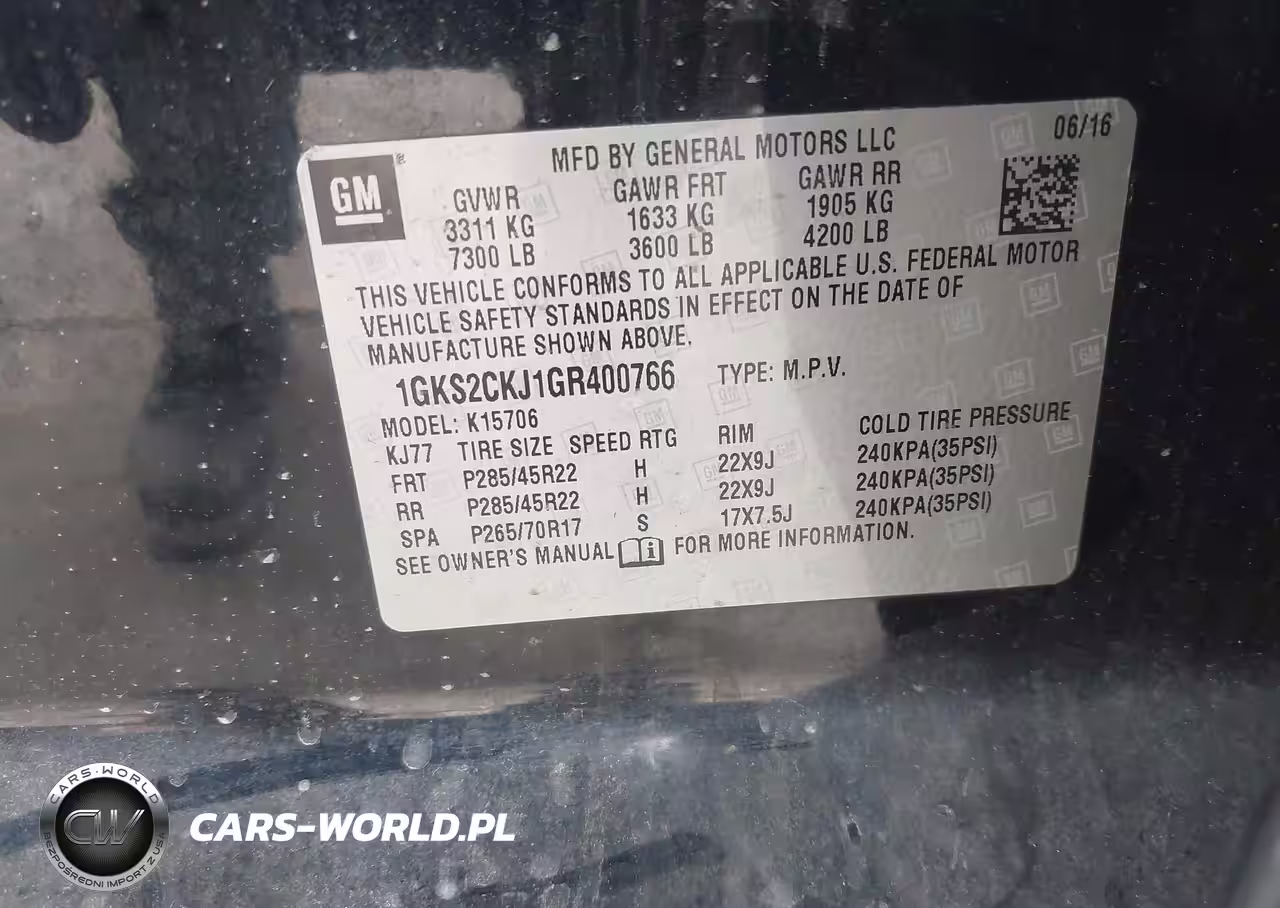 GM
MFD BY GENERAL MOTORS LLC 06/16
GVWR GAWR FRT GAWR RR
3311 KG 1633 KG 1905 KG
7300 LB 3600 LB 4200 LB
THIS VEHICLE CONFORMS TO ALL APPLICABLE U.S. FEDERAL MOTOR
VEHICLE SAFETY STANDARDS IN EFFECT ON THE DATE OF
MANUFACTURE SHOWN ABOVE.
1GKS2CKJ1GR400766 TYPE: M.P.V.
MODEL: K15706
KJ77 TIRE SIZE SPEED RTG RIM COLD TIRE PRESSURE
FRT P285/45R22 H 22X9J 240KPA(35PSI)
RR P285/45R22 H 22X9J 240KPA(35PSI)
SPA P265/70R17 S 17X7.5J 240KPA(35PSI)
SEE OWNER'S MANUAL FOR MORE INFORMATION.
CARS-WORLD
CW
BEZPOŚREDNI IMPORT Z USA
CARS-WORLD.PL